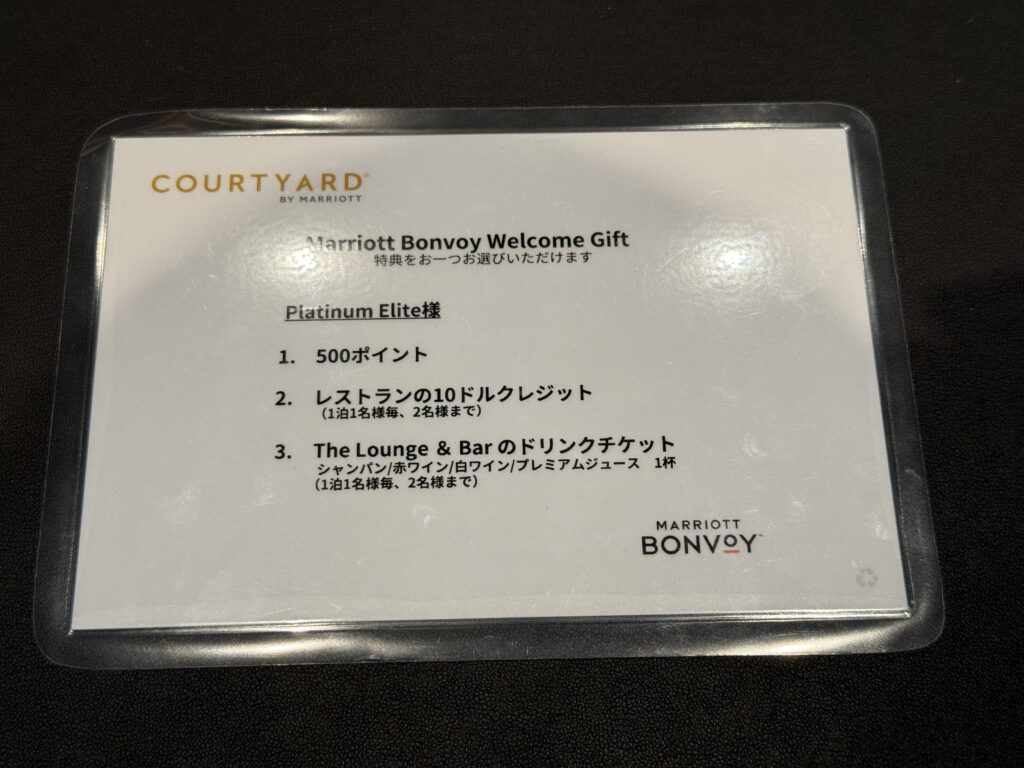 COURTYARD®
BY MARRIOTT
Marriott Bonvoy Welcome Gift
特典をお一つお選びいただけます
Platinum Elite様
1. 500ポイント
2. レストランの10ドルクレジット
（1泊1名様毎、2名様まで）
3. The Lounge & Bar のドリンクチケット
シャンパン/赤ワイン/白ワイン/プレミアムジュース 1杯
（1泊1名様毎、2名様まで）
MARRIOTT
BONVOY™